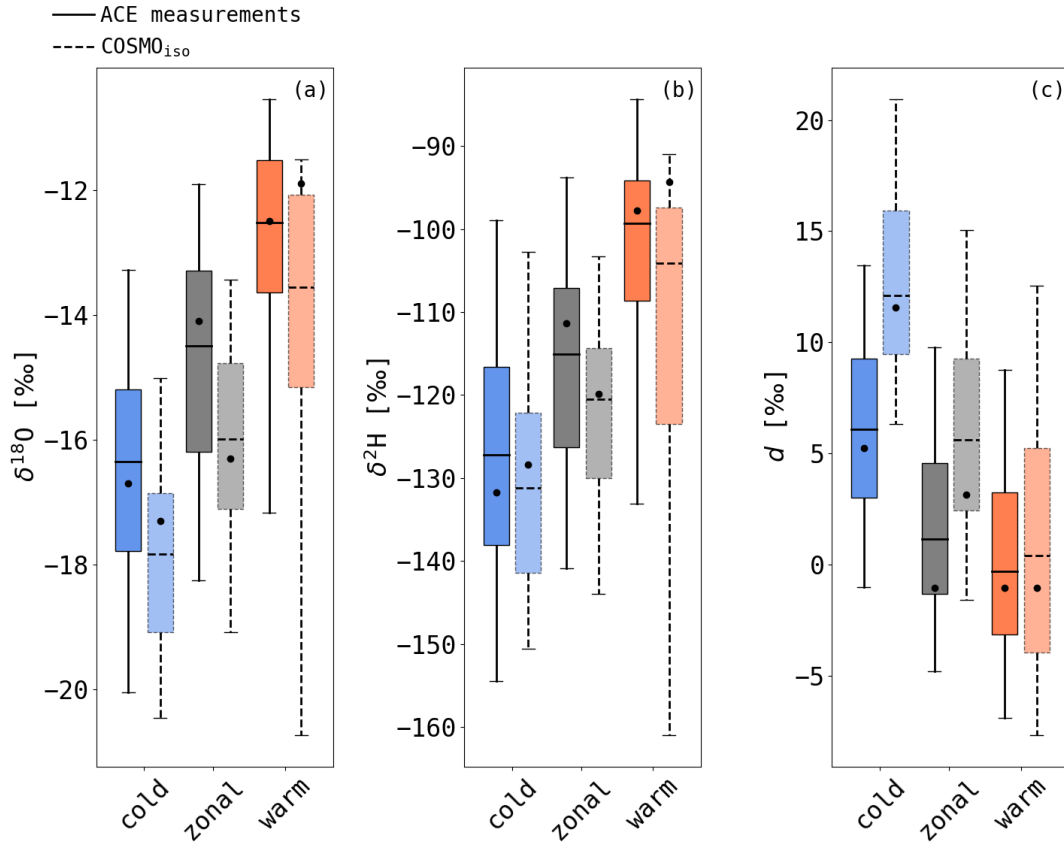 ACE measurements
COSMOiso
(a)
−12
−14
−16
−18
−20
δ18O [‰]
cold
zonal
warm
(b)
−90
−100
−110
−120
−130
−140
−150
−160
δ2H [‰]
cold
zonal
warm
(c)
20
15
10
5
0
−5
d [‰]
cold
zonal
warm